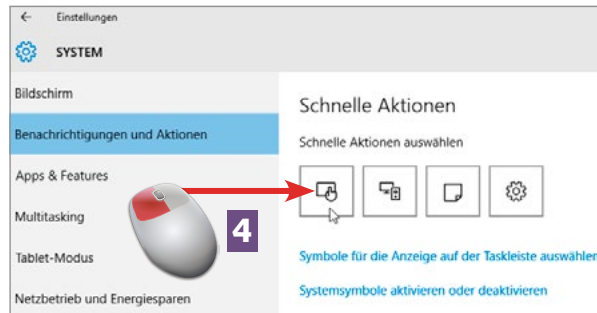 Einstellungen
SYSTEM
Bildschirm
Benachrichtigungen und Aktionen
Apps & Features
Multitasking
Tablet-Modus
Netzbetrieb und Energiesparen
Schnelle Aktionen
Schnelle Aktionen auswählen
4
Symbole für die Anzeige auf der Taskleiste auswählen
Systemsymbole aktivieren oder deaktivieren